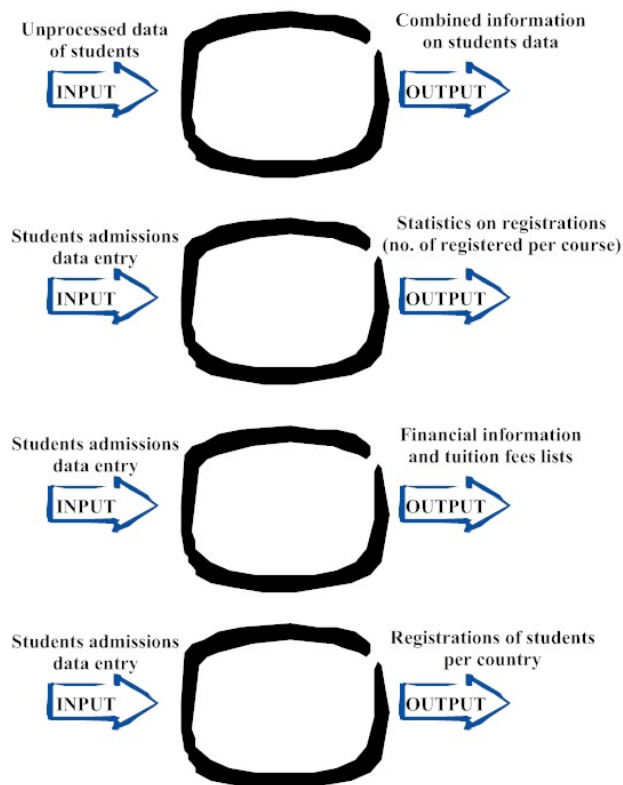 Unprocessed data
of students
INPUT
Combined information
on students data
OUTPUT
Students admissions
data entry
INPUT
Statistics on registrations
(no. of registered per course)
OUTPUT
Students admissions
data entry
INPUT
Financial information
and tuition fees lists
OUTPUT
Students admissions
data entry
INPUT
Registrations of students
per country
OUTPUT